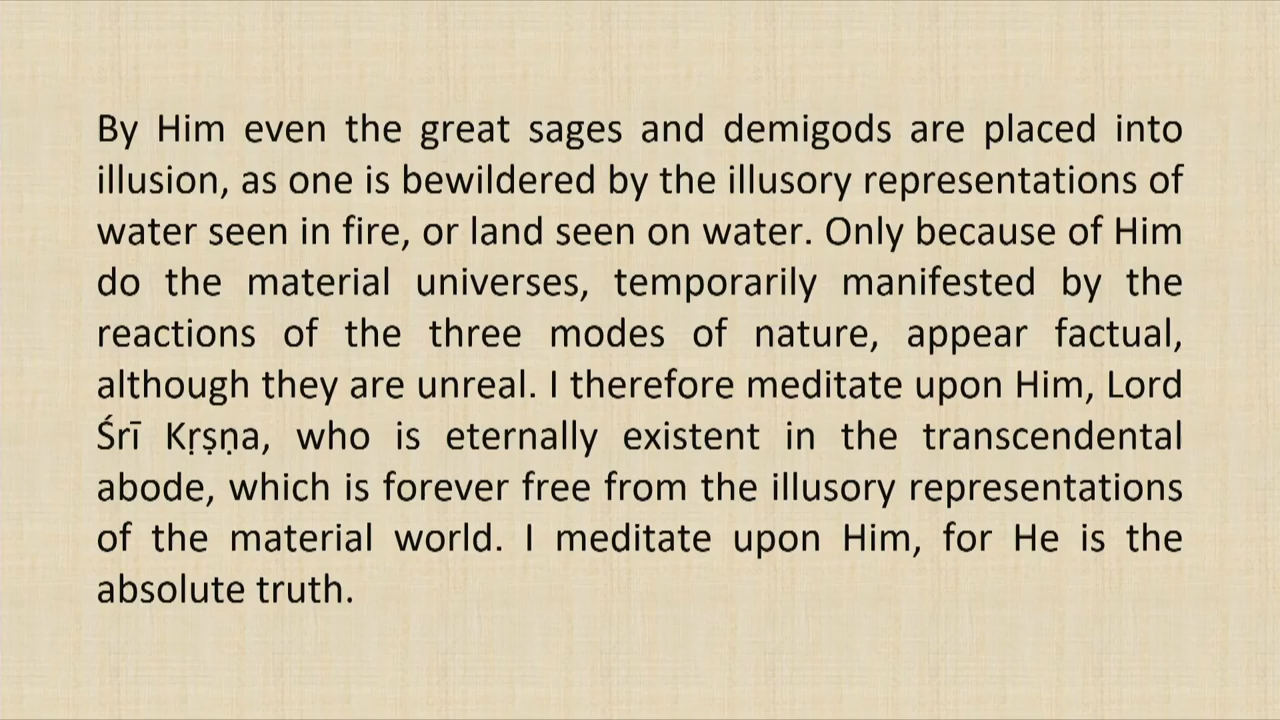 By Him even the great sages and demigods are placed into
illusion, as one is bewildered by the illusory representations of
water seen in fire, or land seen on water. Only because of Him
do the material universes, temporarily manifested by the
reactions of the three modes of nature, appear factual,
although they are unreal. I therefore meditate upon Him, Lord
Śrī Kṛṣṇa, who is eternally existent in the transcendental
abode, which is forever free from the illusory representations
of the material world. I meditate upon Him, for He is the
absolute truth.